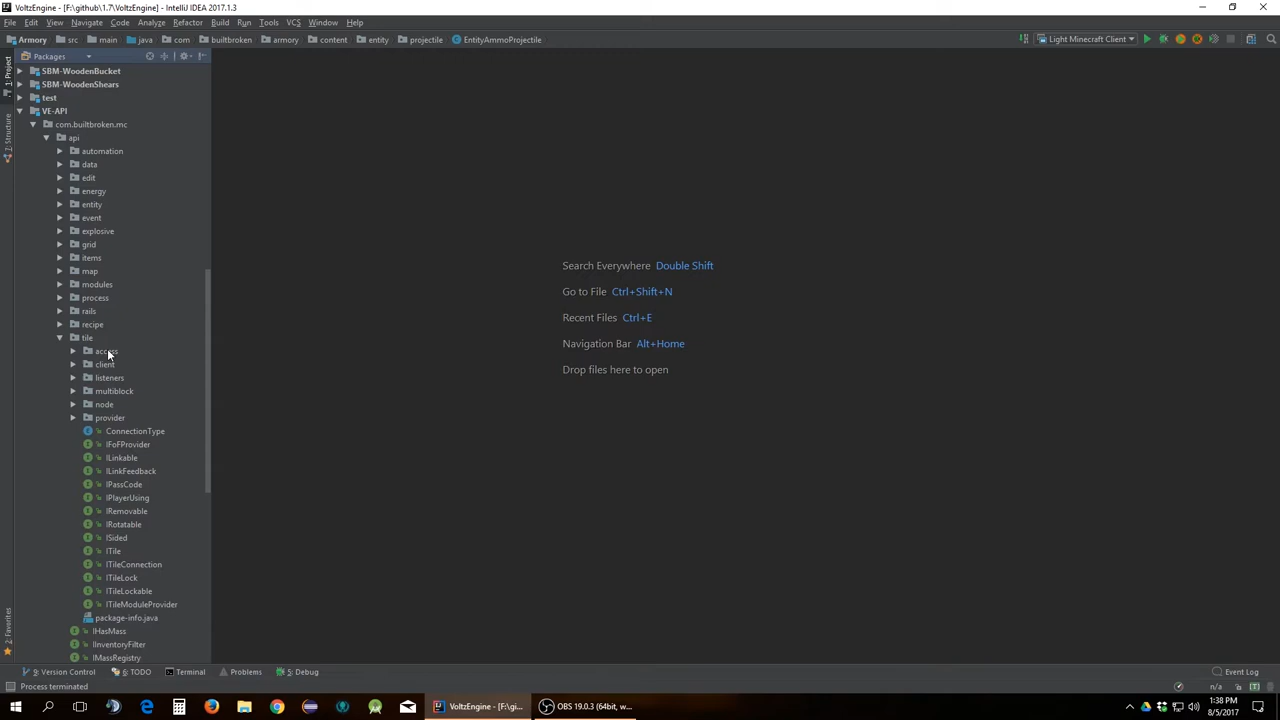 VoltzEngine - [F:\github\1.7\VoltzEngine] - IntelliJ IDEA 2017.1.3
File Edit View Navigate Code Analyze Refactor Build Run Tools VCS Window Help
Armory src main java com builtbroken armory content entity projectile EntityAmmoProjectile Light Minecraft Client
Packages
1: Project
Z: Structure
2: Favorites
SBM-WoodenBucket
SBM-WoodenShears
test
VE-API
com.builtbroken.mc
api
automation
data
edit
energy
entity
event
explosive
grid
items
map
modules
process
rails
recipe
tile
access
client
listeners
multiblock
node
provider
ConnectionType
IFoFProvider
ILinkable
ILinkFeedback
IPassCode
IPlayerUsing
IRemovable
IRotatable
ISided
ITile
ITileConnection
ITileLock
ITileLockable
ITileModuleProvider
package-info.java
IHasMass
IInventoryFilter
IMassRegistry
Search Everywhere Double Shift
Go to File Ctrl+Shift+N
Recent Files Ctrl+E
Navigation Bar Alt+Home
Drop files here to open
9: Version Control 6: TODO Terminal Problems 5: Debug Event Log
Process terminated n/a
VoltzEngine - [F:\gi... OBS 19.0.3 (64bit, w...
1:38 PM
8/5/2017